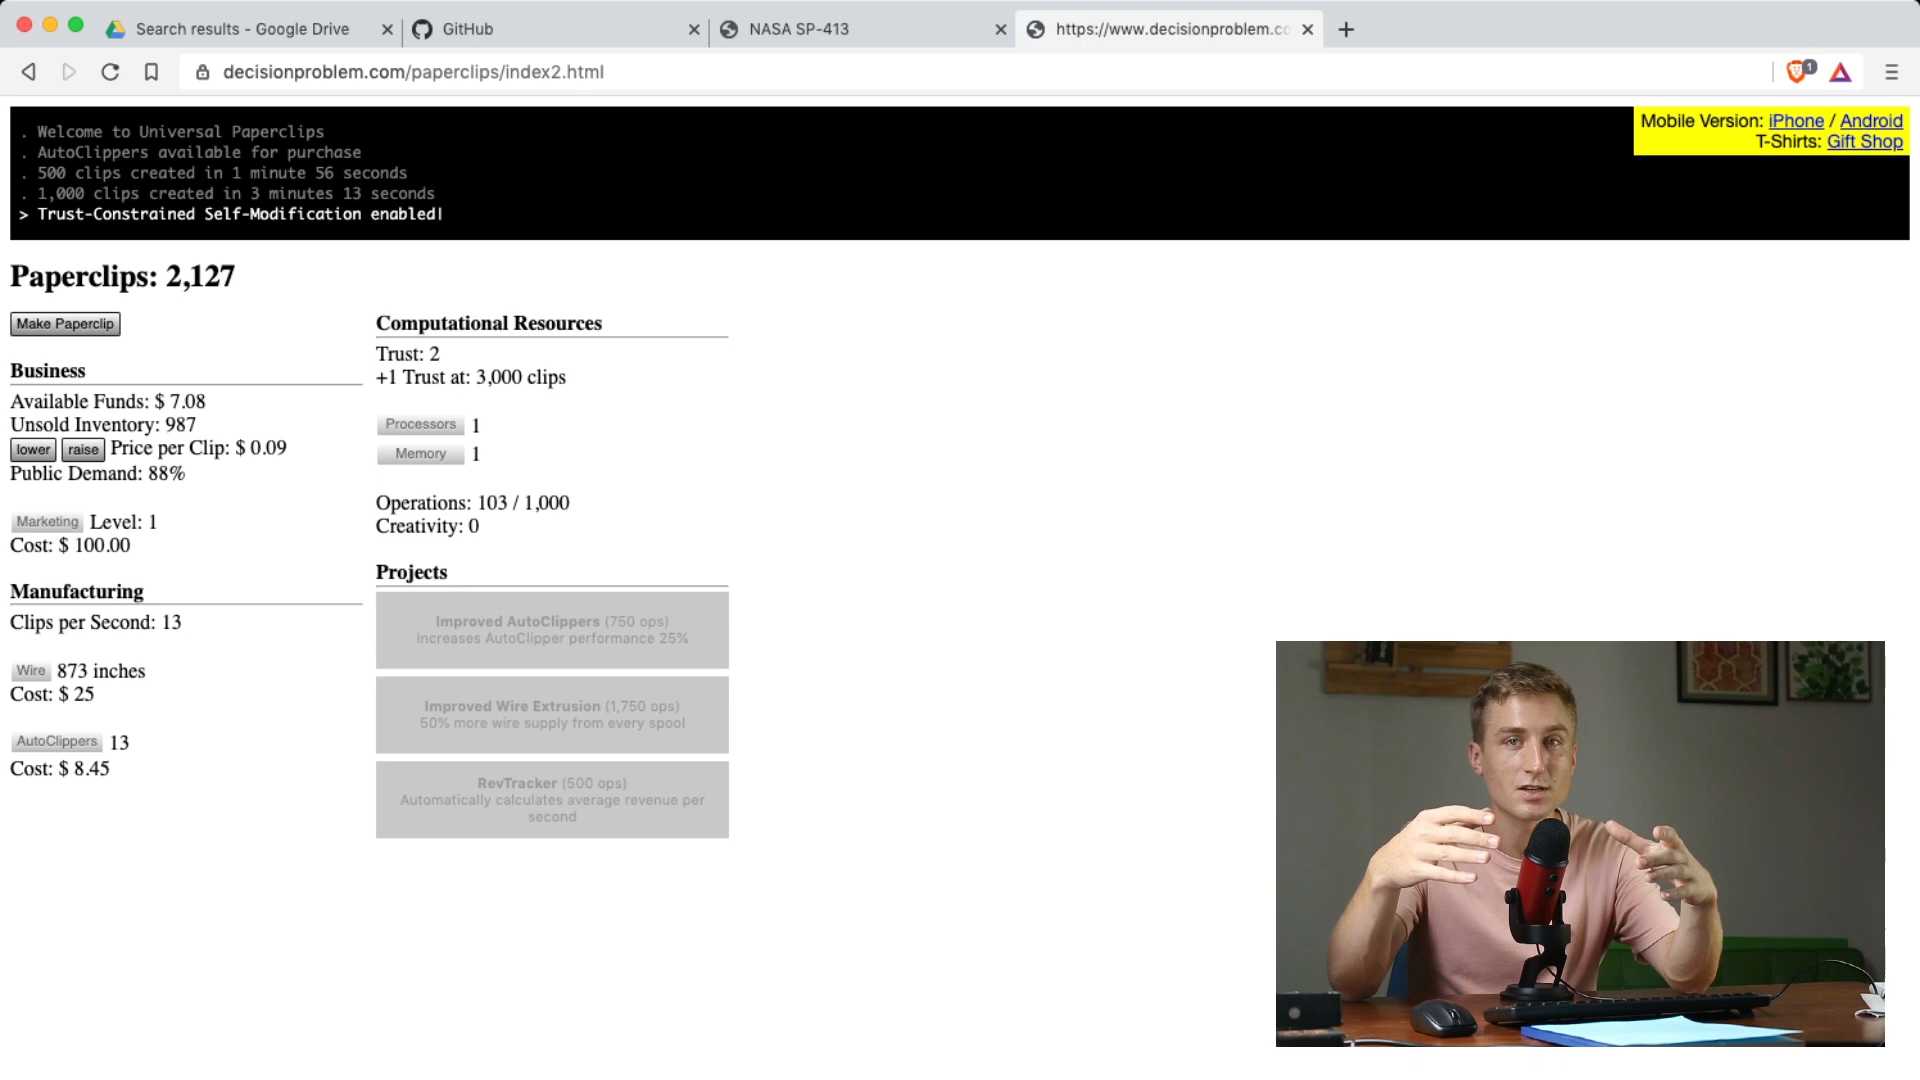 Search results - Google Drive
GitHub
NASA SP-413
https://www.decisionproblem.co
decisionproblem.com/paperclips/index2.html
1
. Welcome to Universal Paperclips
. AutoClippers available for purchase
. 500 clips created in 1 minute 56 seconds
. 1,000 clips created in 3 minutes 13 seconds
> Trust-Constrained Self-Modification enabled|
Mobile Version: iPhone / Android
T-Shirts: Gift Shop
Paperclips: 2,127
Make Paperclip
Business
Available Funds: $ 7.08
Unsold Inventory: 987
lower raise Price per Clip: $ 0.09
Public Demand: 88%
Marketing Level: 1
Cost: $ 100.00
Manufacturing
Clips per Second: 13
Wire 873 inches
Cost: $ 25
AutoClippers 13
Cost: $ 8.45
Computational Resources
Trust: 2
+1 Trust at: 3,000 clips
Processors 1
Memory 1
Operations: 103 / 1,000
Creativity: 0
Projects
Improved AutoClippers (750 ops)
Increases AutoClipper performance 25%
Improved Wire Extrusion (1,750 ops)
50% more wire supply from every spool
RevTracker (500 ops)
Automatically calculates average revenue per
second